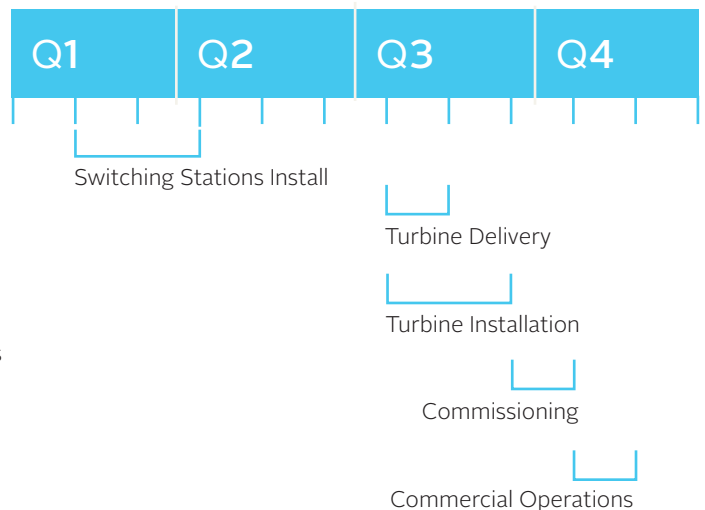 Q1
Q2
Q3
Q4
Switching Stations Install
Turbine Delivery
Turbine Installation
s
Commissioning
Commercial Operations